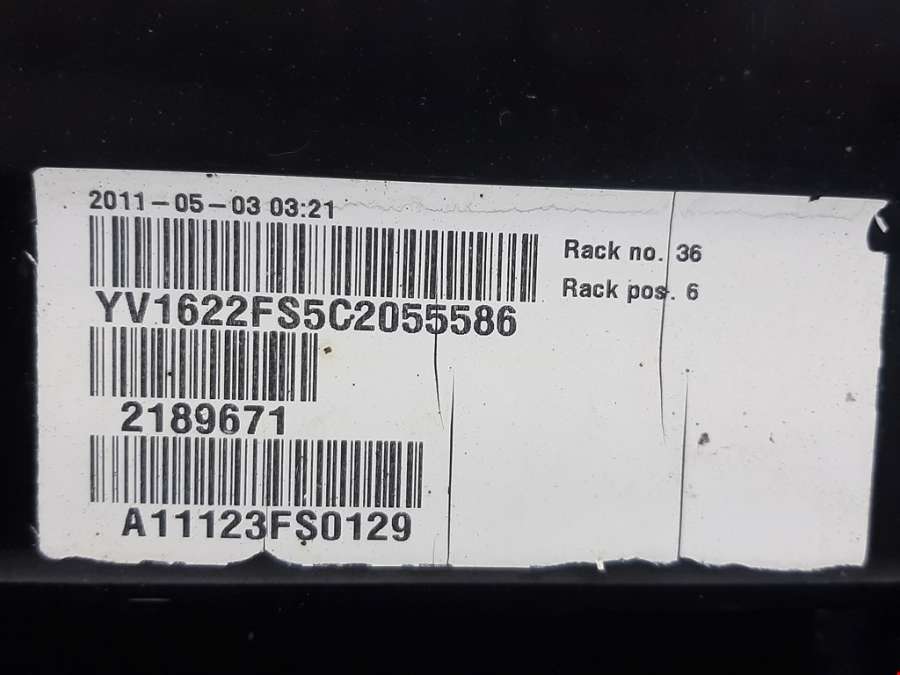 2011-05-03 03:21
Rack no. 36
YV1622FS5C2055586
Rack pos. 6
2189671
A11123FS0129